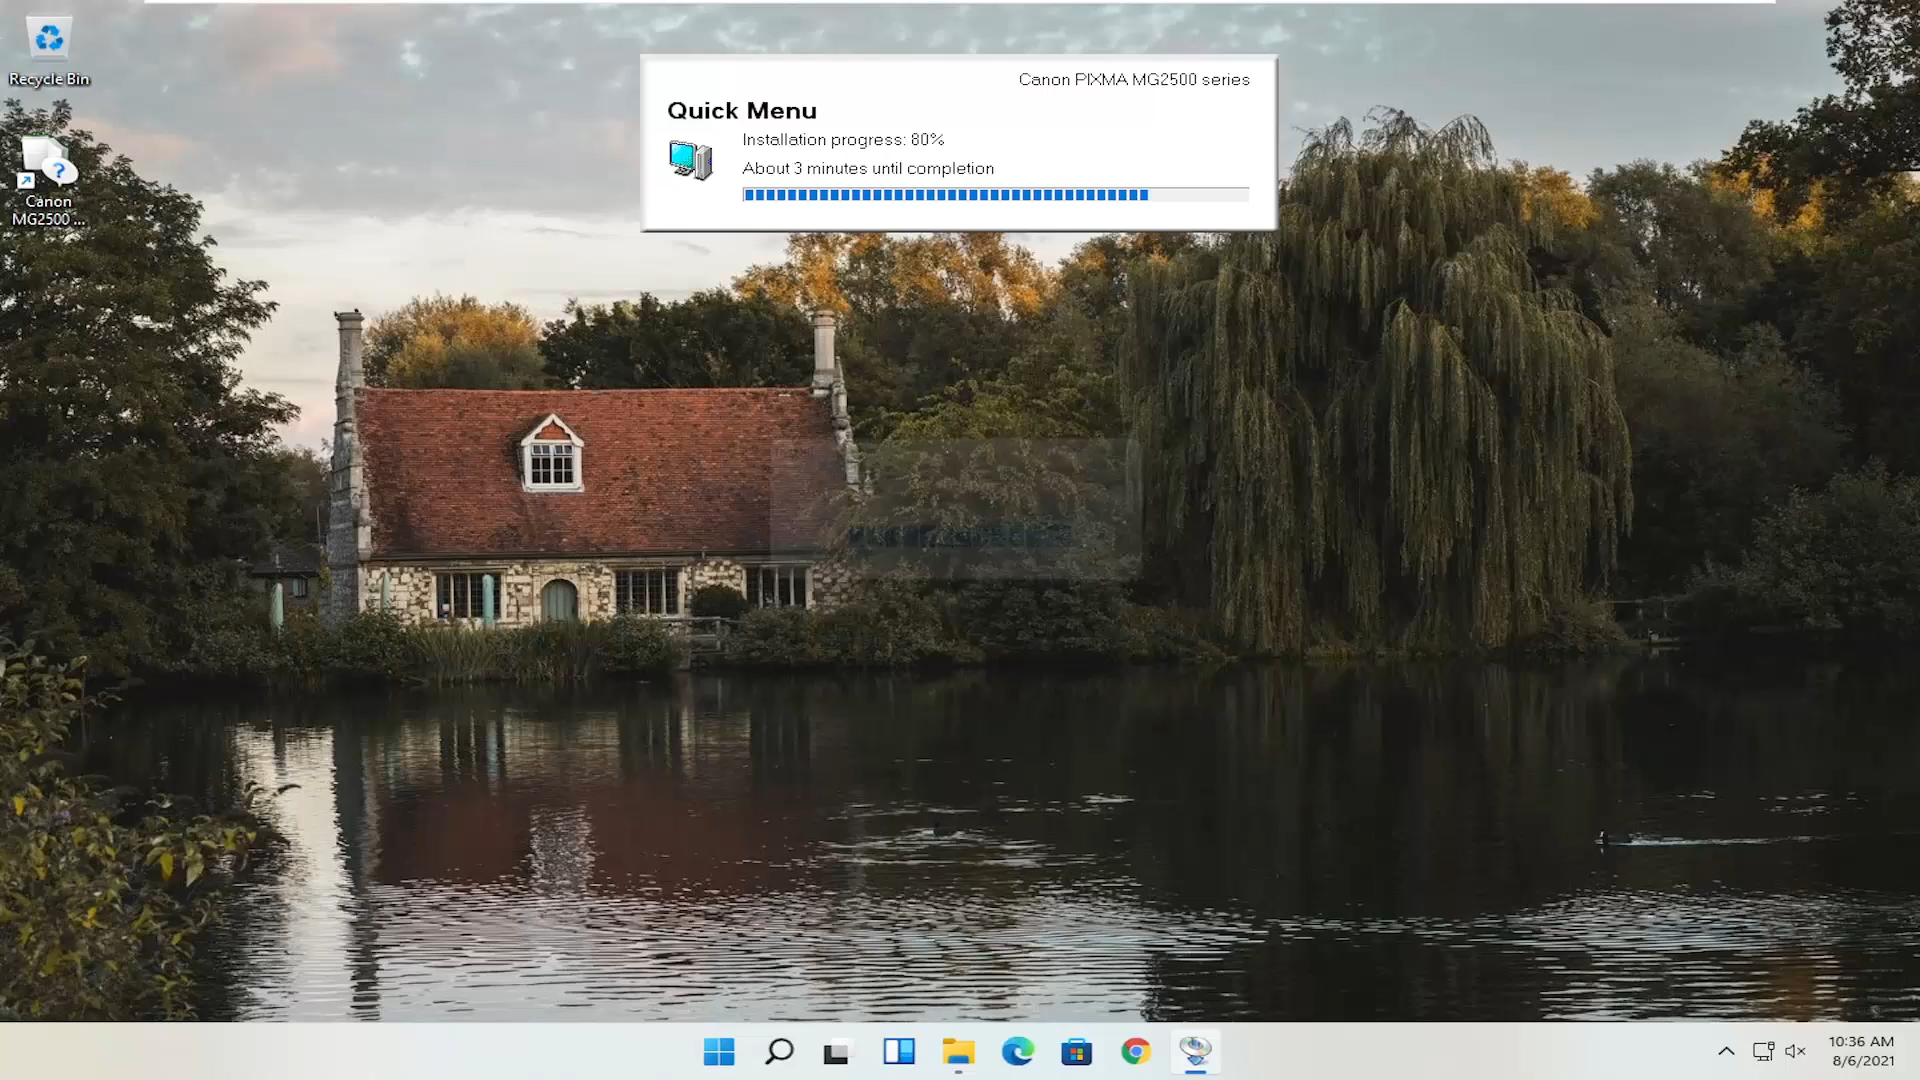 Recycle Bin
Canon
MG2500 ...
Canon PIXMA MG2500 series
Quick Menu
Installation progress: 80%
About 3 minutes until completion
10:36 AM
8/6/2021